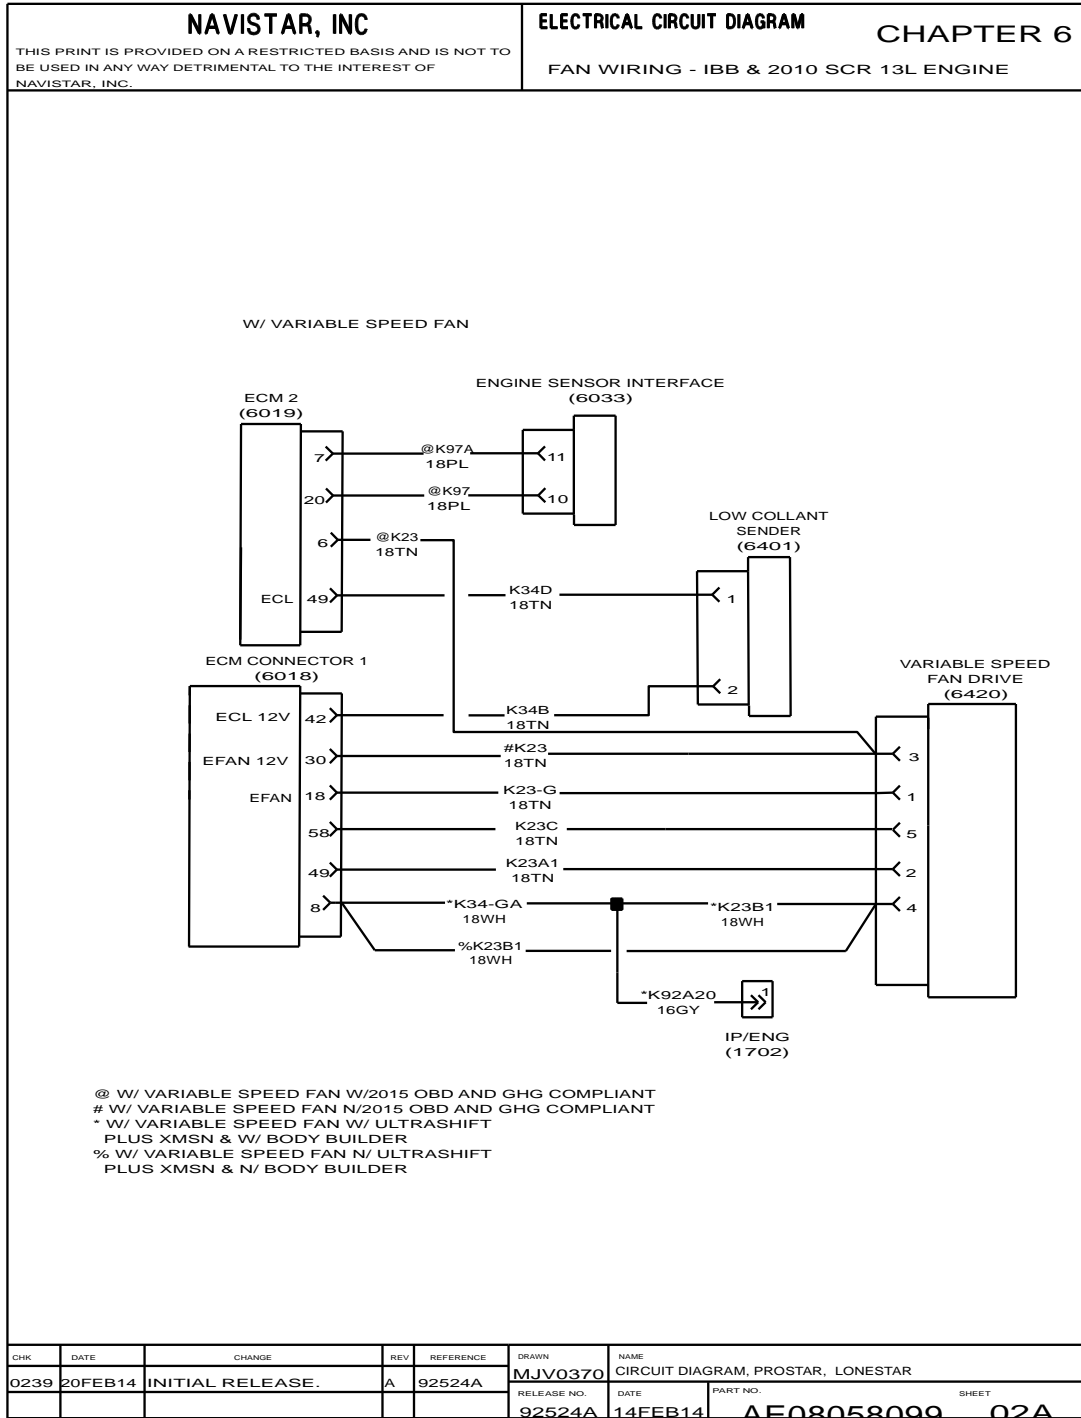 NAVISTAR, INC
THIS PRINT IS PROVIDED ON A RESTRICTED BASIS AND IS NOT TO
BE USED IN ANY WAY DETRIMENTAL TO THE INTEREST OF
NAVISTAR, INC.
ELECTRICAL CIRCUIT DIAGRAM
CHAPTER 6
FAN WIRING - IBB & 2010 SCR 13L ENGINE
W/ VARIABLE SPEED FAN
ECM 2
(6019)
ENGINE SENSOR INTERFACE
(6033)
7
@K97A
18PL
11
20
@K97
18PL
10
6
@K23
18TN
LOW COLLANT
SENDER
(6401)
ECL 49
K34D
18TN
1
2
ECM CONNECTOR 1
(6018)
VARIABLE SPEED
FAN DRIVE
(6420)
ECL 12V 42
K34B
18TN
EFAN 12V 30
#K23
18TN
3
EFAN 18
K23-G
18TN
1
58
K23C
18TN
5
49
K23A1
18TN
2
8
*K34-GA
18WH
*K23B1
18WH
4
%K23B1
18WH
*K92A20
16GY
1
IP/ENG
(1702)
@ W/ VARIABLE SPEED FAN W/2015 OBD AND GHG COMPLIANT
# W/ VARIABLE SPEED FAN N/2015 OBD AND GHG COMPLIANT
* W/ VARIABLE SPEED FAN W/ ULTRASHIFT
PLUS XMSN & W/ BODY BUILDER
% W/ VARIABLE SPEED FAN N/ ULTRASHIFT
PLUS XMSN & N/ BODY BUILDER
CHK DATE CHANGE REV REFERENCE
0239 20FEB14 INITIAL RELEASE. A 92524A
DRAWN
MJV0370
NAME
CIRCUIT DIAGRAM, PROSTAR, LONESTAR
RELEASE NO.
92524A
DATE
14FEB14
PART NO.
AE08058099
SHEET
02A